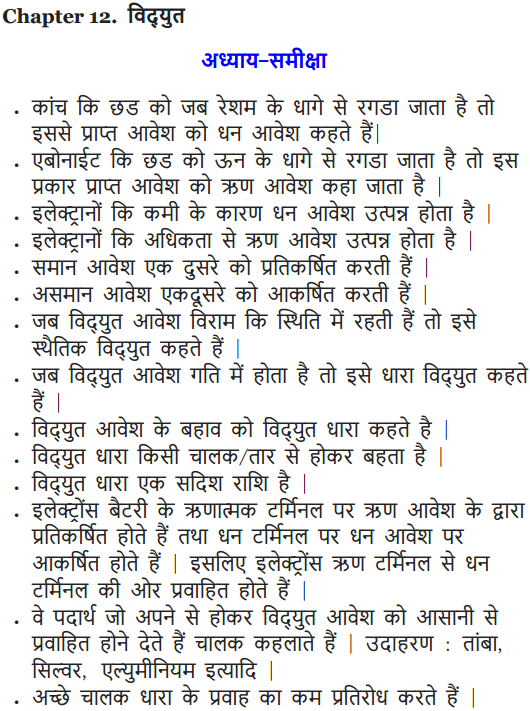 Chapter 12. विद्युत
अध्याय-समीक्षा
• कांच कि छड को जब रेशम के धागे से रगडा जाता है तो
इससे प्राप्त आवेश को धन आवेश कहते हैं|
• एबोनाईट कि छड को ऊन के धागे से रगडा जाता है तो इस
प्रकार प्राप्त आवेश को ऋण आवेश कहा जाता है |
• इलेक्ट्रानों कि कमी के कारण धन आवेश उत्पन्न होता है |
• इलेक्ट्रानों कि अधिकता से ऋण आवेश उत्पन्न होता है |
• समान आवेश एक दुसरे को प्रतिकर्षित करती हैं |
• असमान आवेश एकदूसरे को आकर्षित करती हैं |
• जब विद्युत आवेश विराम कि स्थिति में रहती हैं तो इसे
स्थैतिक विद्युत कहते हैं |
• जब विद्युत आवेश गति में होता है तो इसे धारा विद्युत कहते
हैं |
• विद्युत आवेश के बहाव को विद्युत धारा कहते है |
• विद्युत धारा किसी चालक/तार से होकर बहता है |
• विद्युत धारा एक सदिश राशि है |
• इलेक्ट्रोंस बैटरी के ऋणात्मक टर्मिनल पर ऋण आवेश के द्वारा
प्रतिकर्षित होते हैं तथा धन टर्मिनल पर धन आवेश पर
आकर्षित होते हैं | इसलिए इलेक्ट्रोंस ऋण टर्मिनल से धन
टर्मिनल की ओर प्रवाहित होते हैं |
• वे पदार्थ जो अपने से होकर विद्युत आवेश को आसानी से
प्रवाहित होने देते हैं चालक कहलाते हैं | उदाहरण : तांबा,
सिल्वर, एल्युमीनियम इत्यादि |
• अच्छे चालक धारा के प्रवाह का कम प्रतिरोध करते हैं |